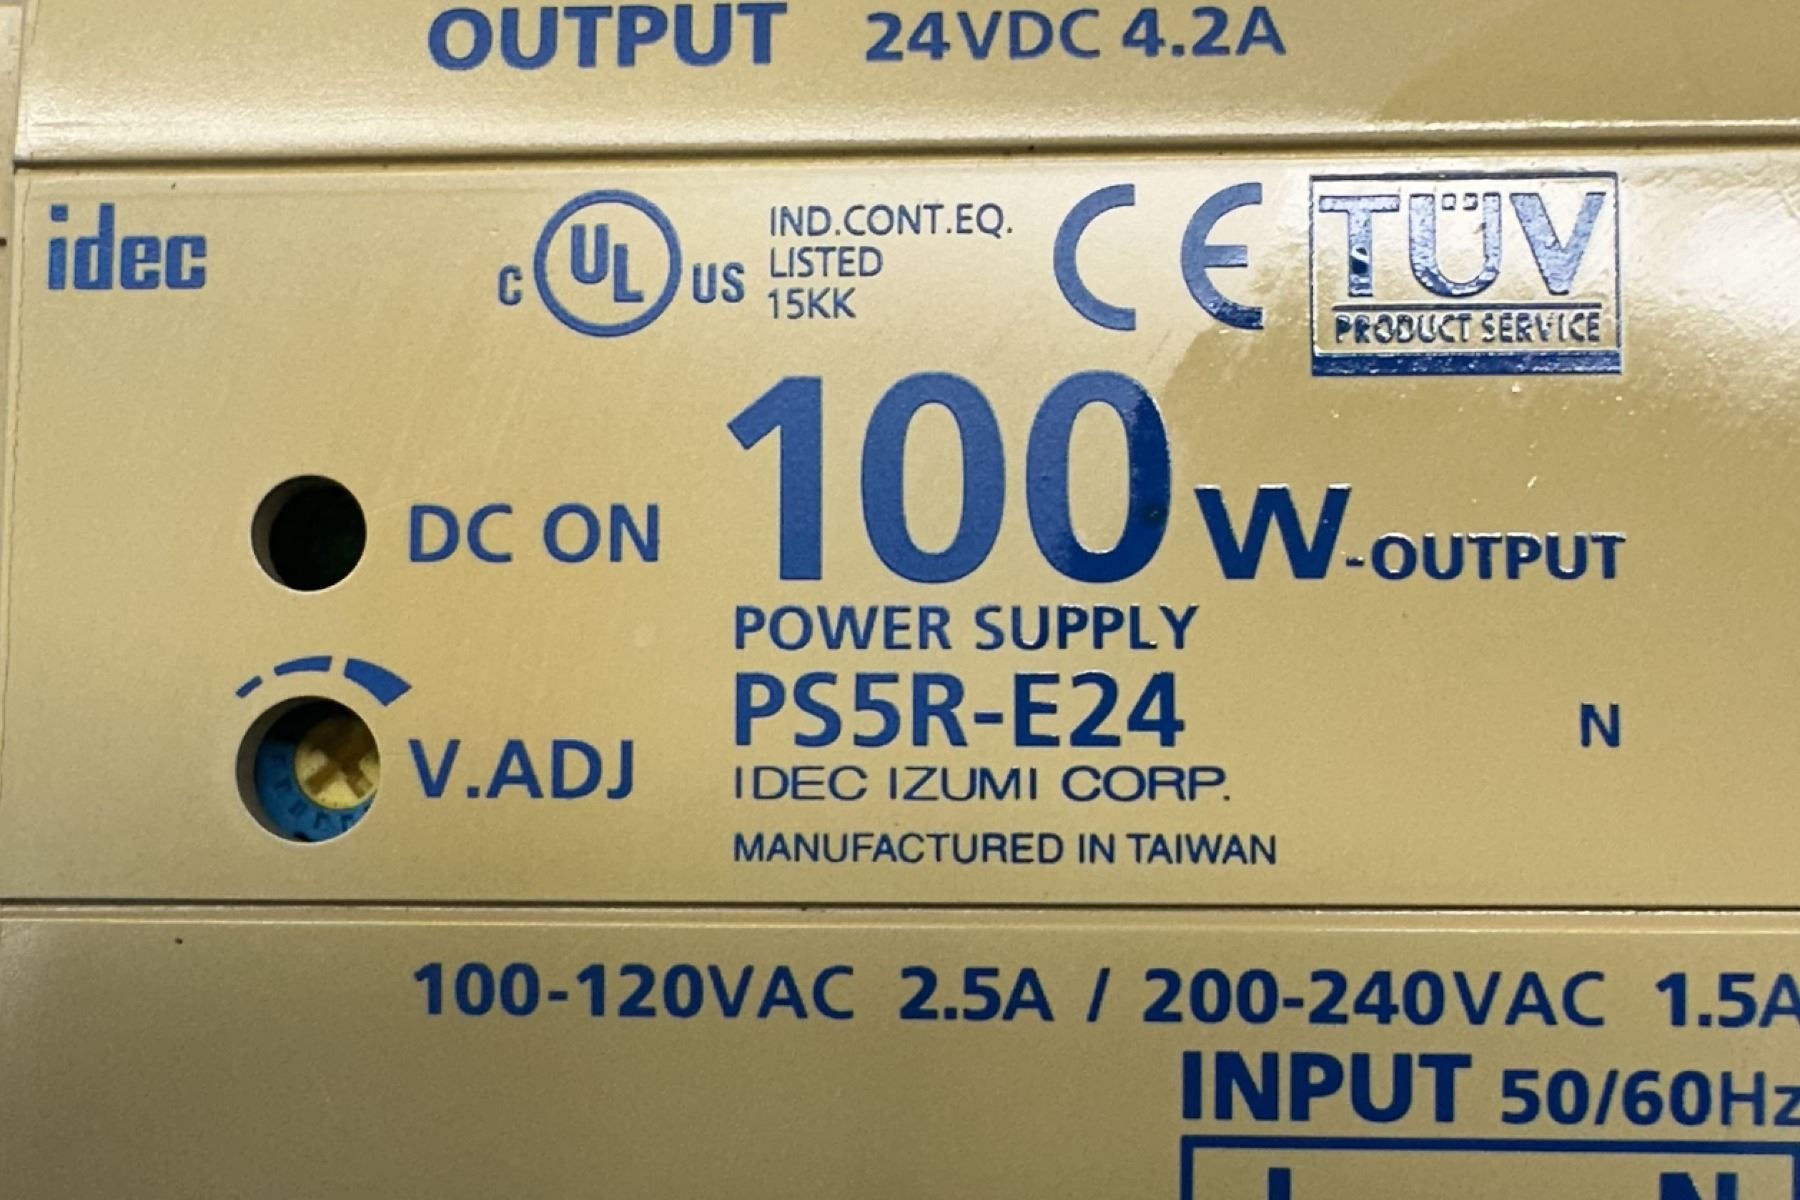 OUTPUT 24VDC 4.2A
idec
C UL US
IND.CONT.EQ.
LISTED
15KK
CE
TÜV
PRODUCT SERVICE
100W-OUTPUT
DC ON
POWER SUPPLY
PS5R-E24
N
V.ADJ
IDEC IZUMI CORP.
MANUFACTURED IN TAIWAN
100-120VAC 2.5A / 200-240VAC 1.5A
INPUT 50/60Hz
L N